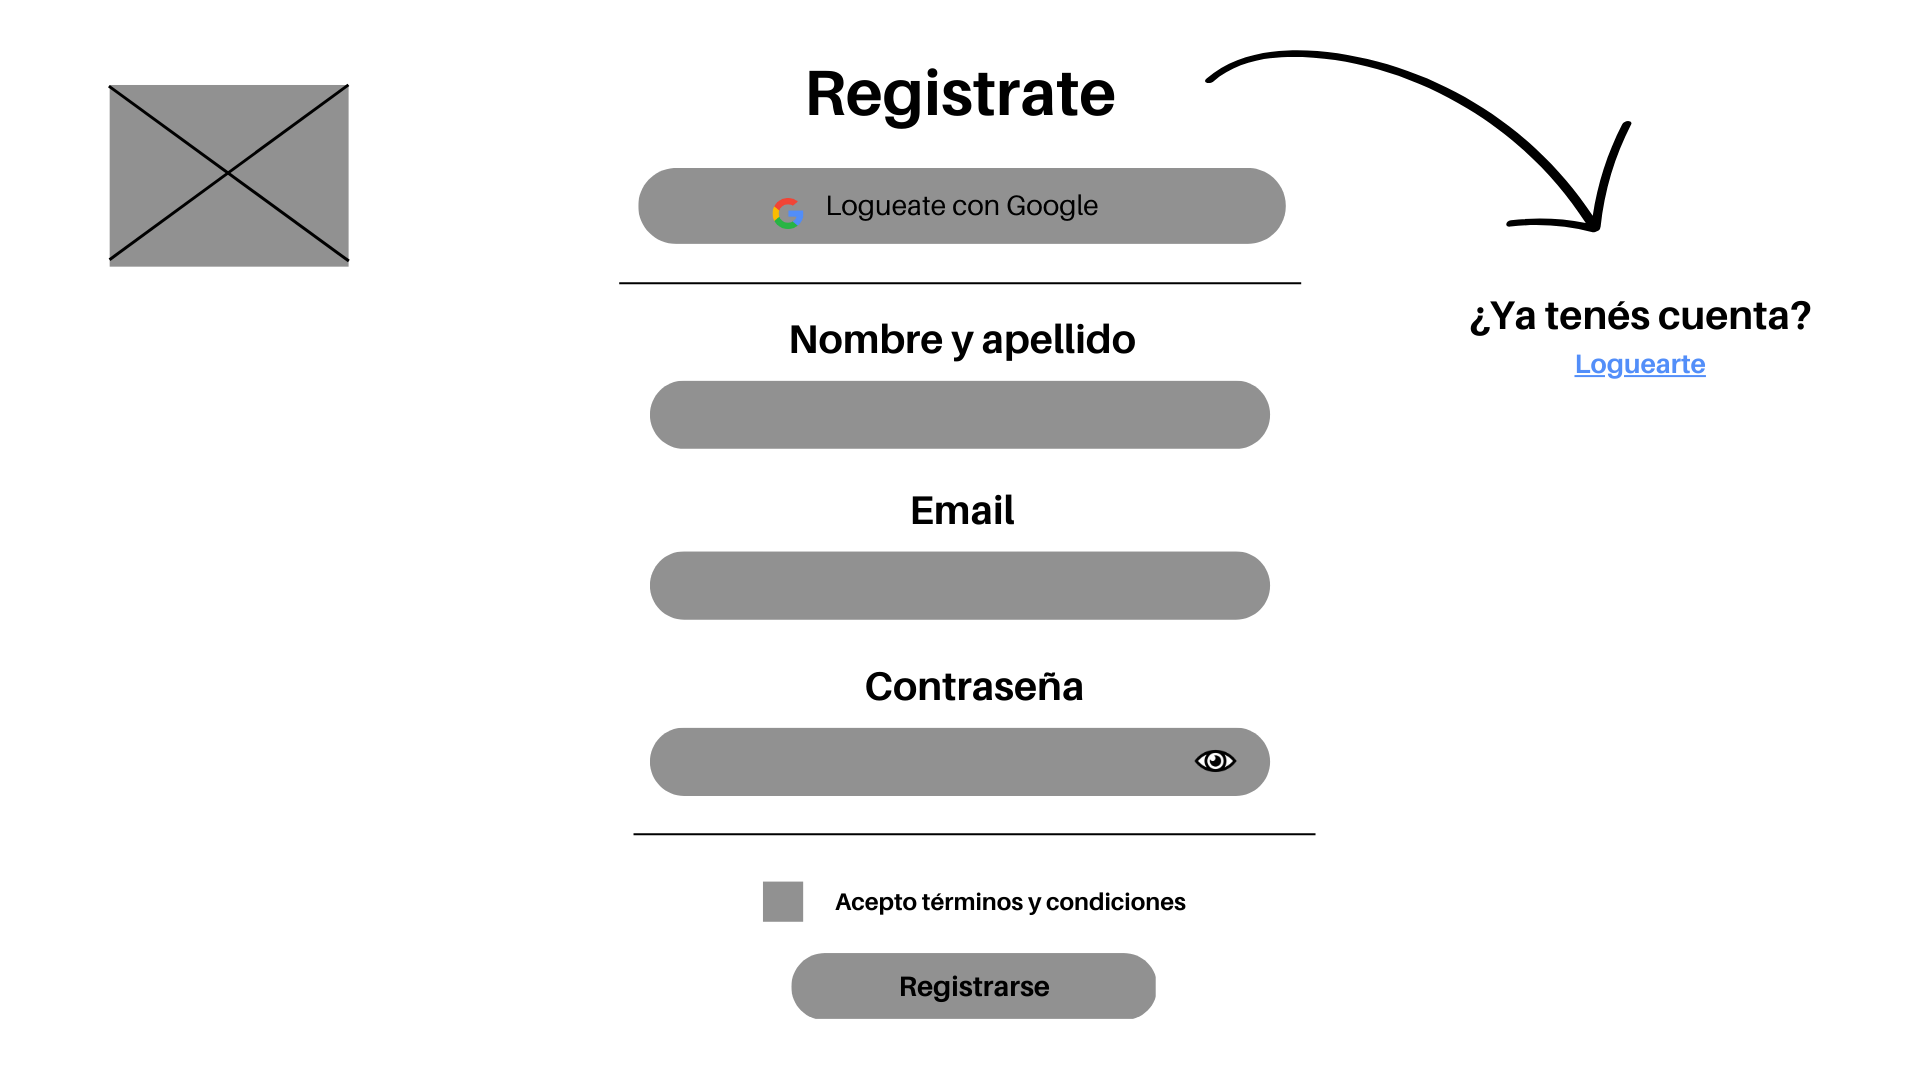 Registrate
Logueate con Google
Nombre y apellido
Email
Contraseña
Acepto términos y condiciones
Registrarse
¿Ya tenés cuenta?
Loguearte